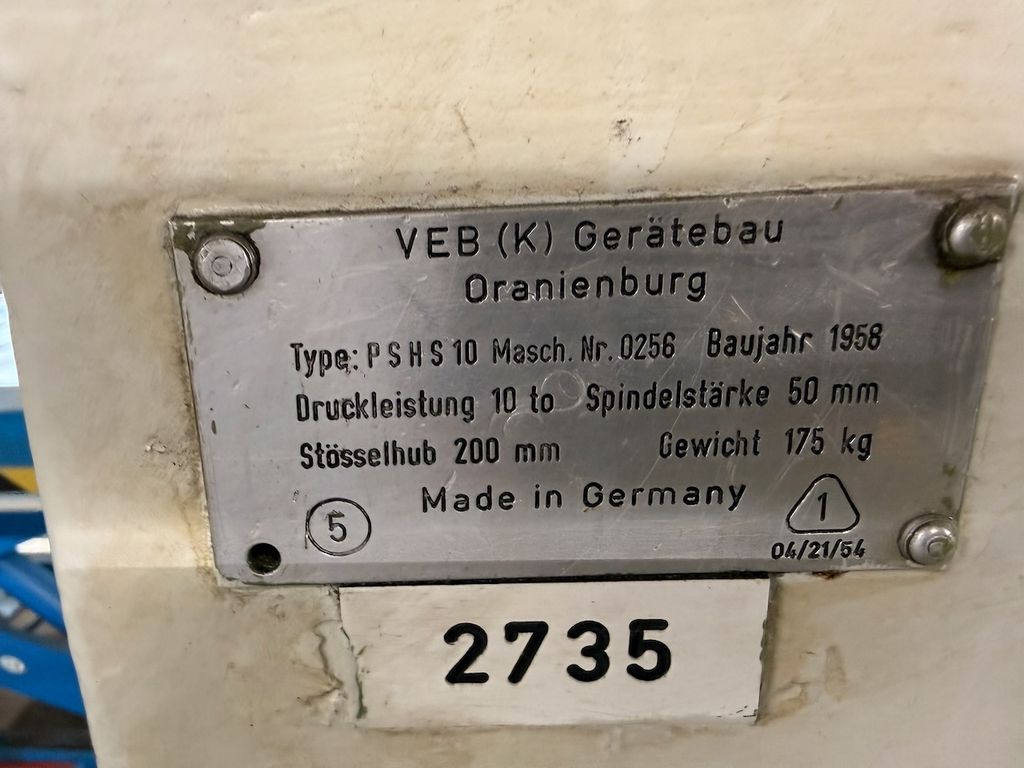 VEB (K) Gerätebau
Oranienburg
Type: PSHS 10 Masch. Nr. 0256 Baujahr 1958
Druckleistung 10 to Spindelstärke 50 mm
Stösselhub 200 mm Gewicht 175 kg
Made in Germany
5
1
04/21/54
2735